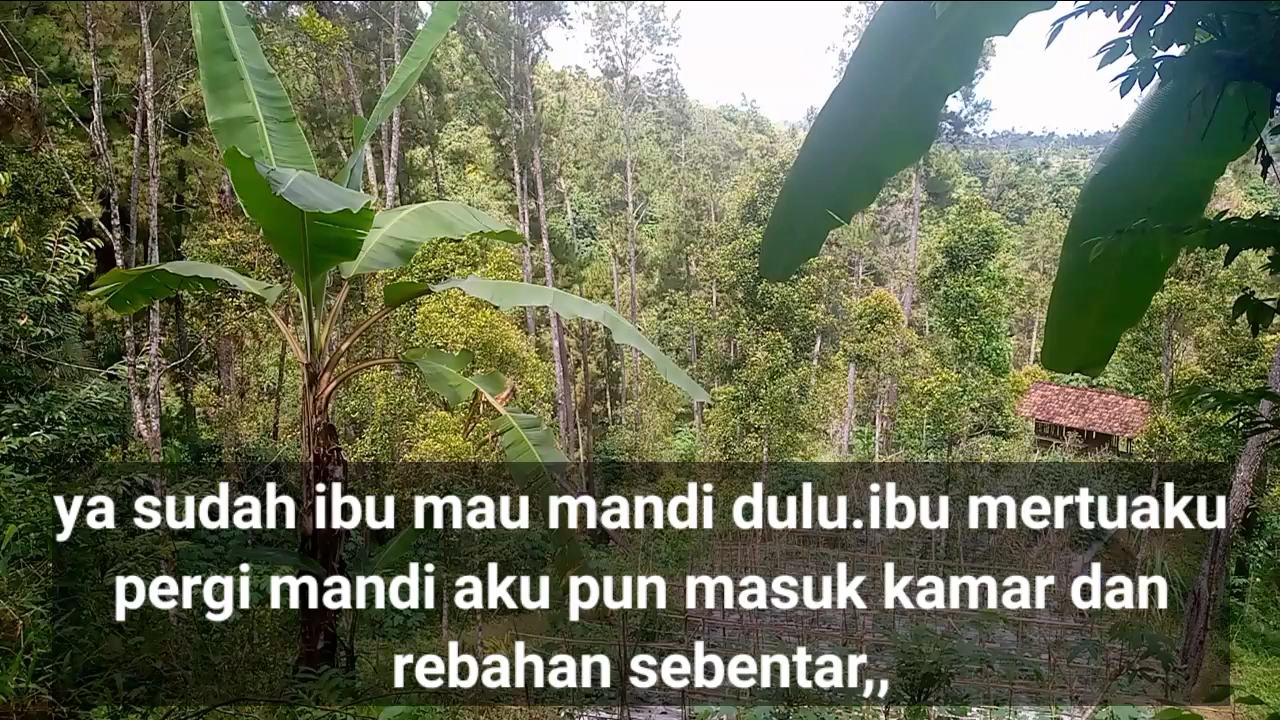 ya sudah ibu mau mandi dulu.ibu mertuaku
pergi mandi aku pun masuk kamar dan
rebahan sebentar,,